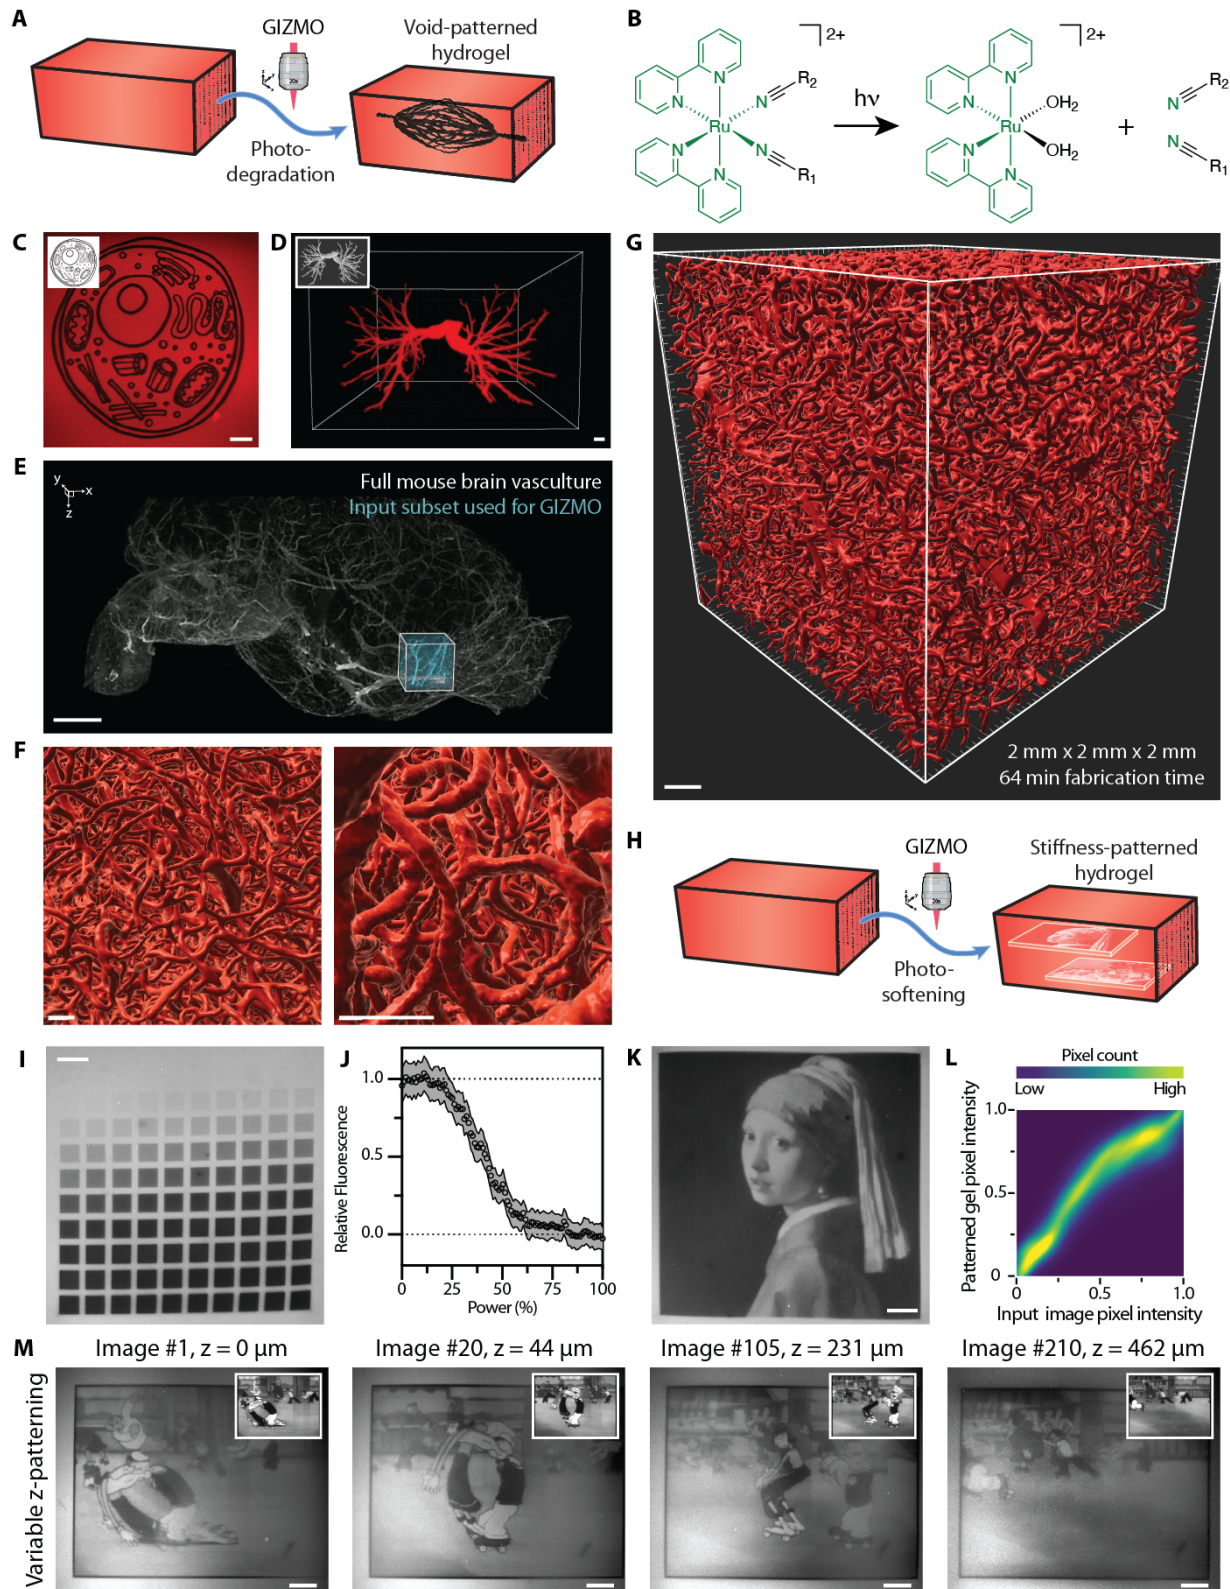 A
GIZMO
Void-patterned
hydrogel
Photo-
degradation
B
2+
N
N
N
N
Ru
N
N
R2
R1
hν
2+
N
N
N
N
Ru
OH2
OH2
+
N
R2
N
R1
C
D
E
y
x
z
Full mouse brain vasculature
Input subset used for GIZMO
F
G
2 mm x 2 mm x 2 mm
64 min fabrication time
H
GIZMO
Stiffness-patterned
hydrogel
Photo-
softening
I
J
Relative Fluorescence
1.0
0.5
0.0
0
25
50
75
100
Power (%)
K
L
Pixel count
Low
High
Patterned gel pixel intensity
1.0
0.5
0
0
0.5
1.0
Input image pixel intensity
M
Variable z-patterning
Image #1, z = 0 µm
Image #20, z = 44 µm
Image #105, z = 231 µm
Image #210, z = 462 µm